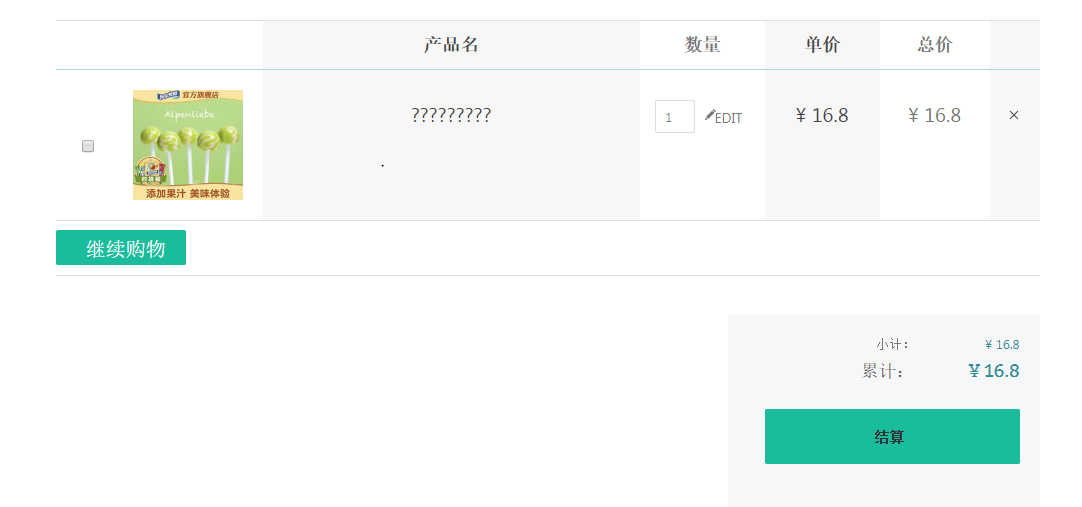 产品名 数量 单价 总价
官方旗舰店
Alpenliebe
添加果汁 美味体验
?????????
.
1 EDIT ¥ 16.8 ¥ 16.8 ×
继续购物
小计： ¥ 16.8
累计： ¥ 16.8
结算